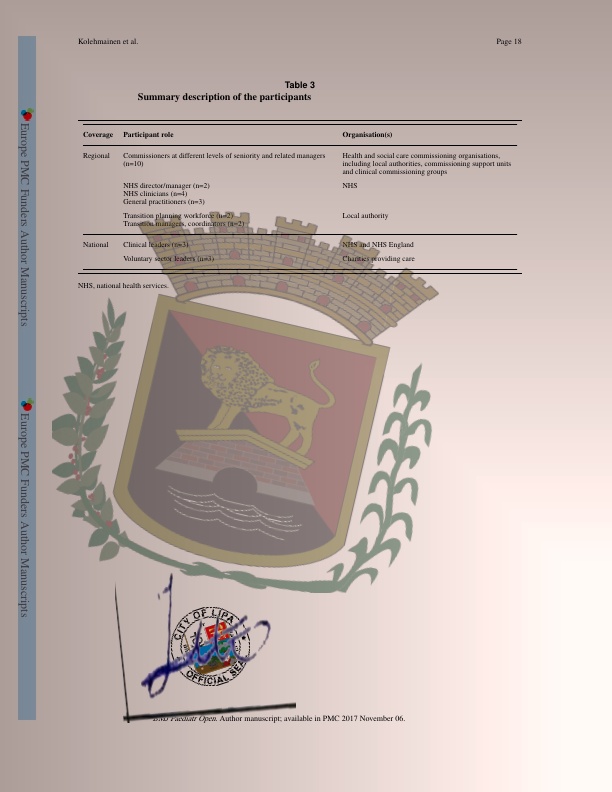 Kolehmainen et al.
Page 18
Table 3
Summary description of the participants
Coverage Participant role Organisation(s)
Regional Commissioners at different levels of seniority and related managers (n=10) Health and social care commissioning organisations, including local authorities, commissioning support units and clinical commissioning groups
NHS director/manager (n=2) NHS
NHS clinicians (n=4)
General practitioners (n=3)
Transition planning workforce (n=2) Local authority
Transition managers, coordinators (n=2)
National Clinical leaders (n=3) NHS and NHS England
Voluntary sector leaders (n=3) Charities providing care
NHS, national health services.
Europe PMC Funders Author Manuscripts
Europe PMC Funders Author Manuscripts
CITY OF LIPA
OFFICIAL SEAL
BMJ Paediatr Open. Author manuscript; available in PMC 2017 November 06.